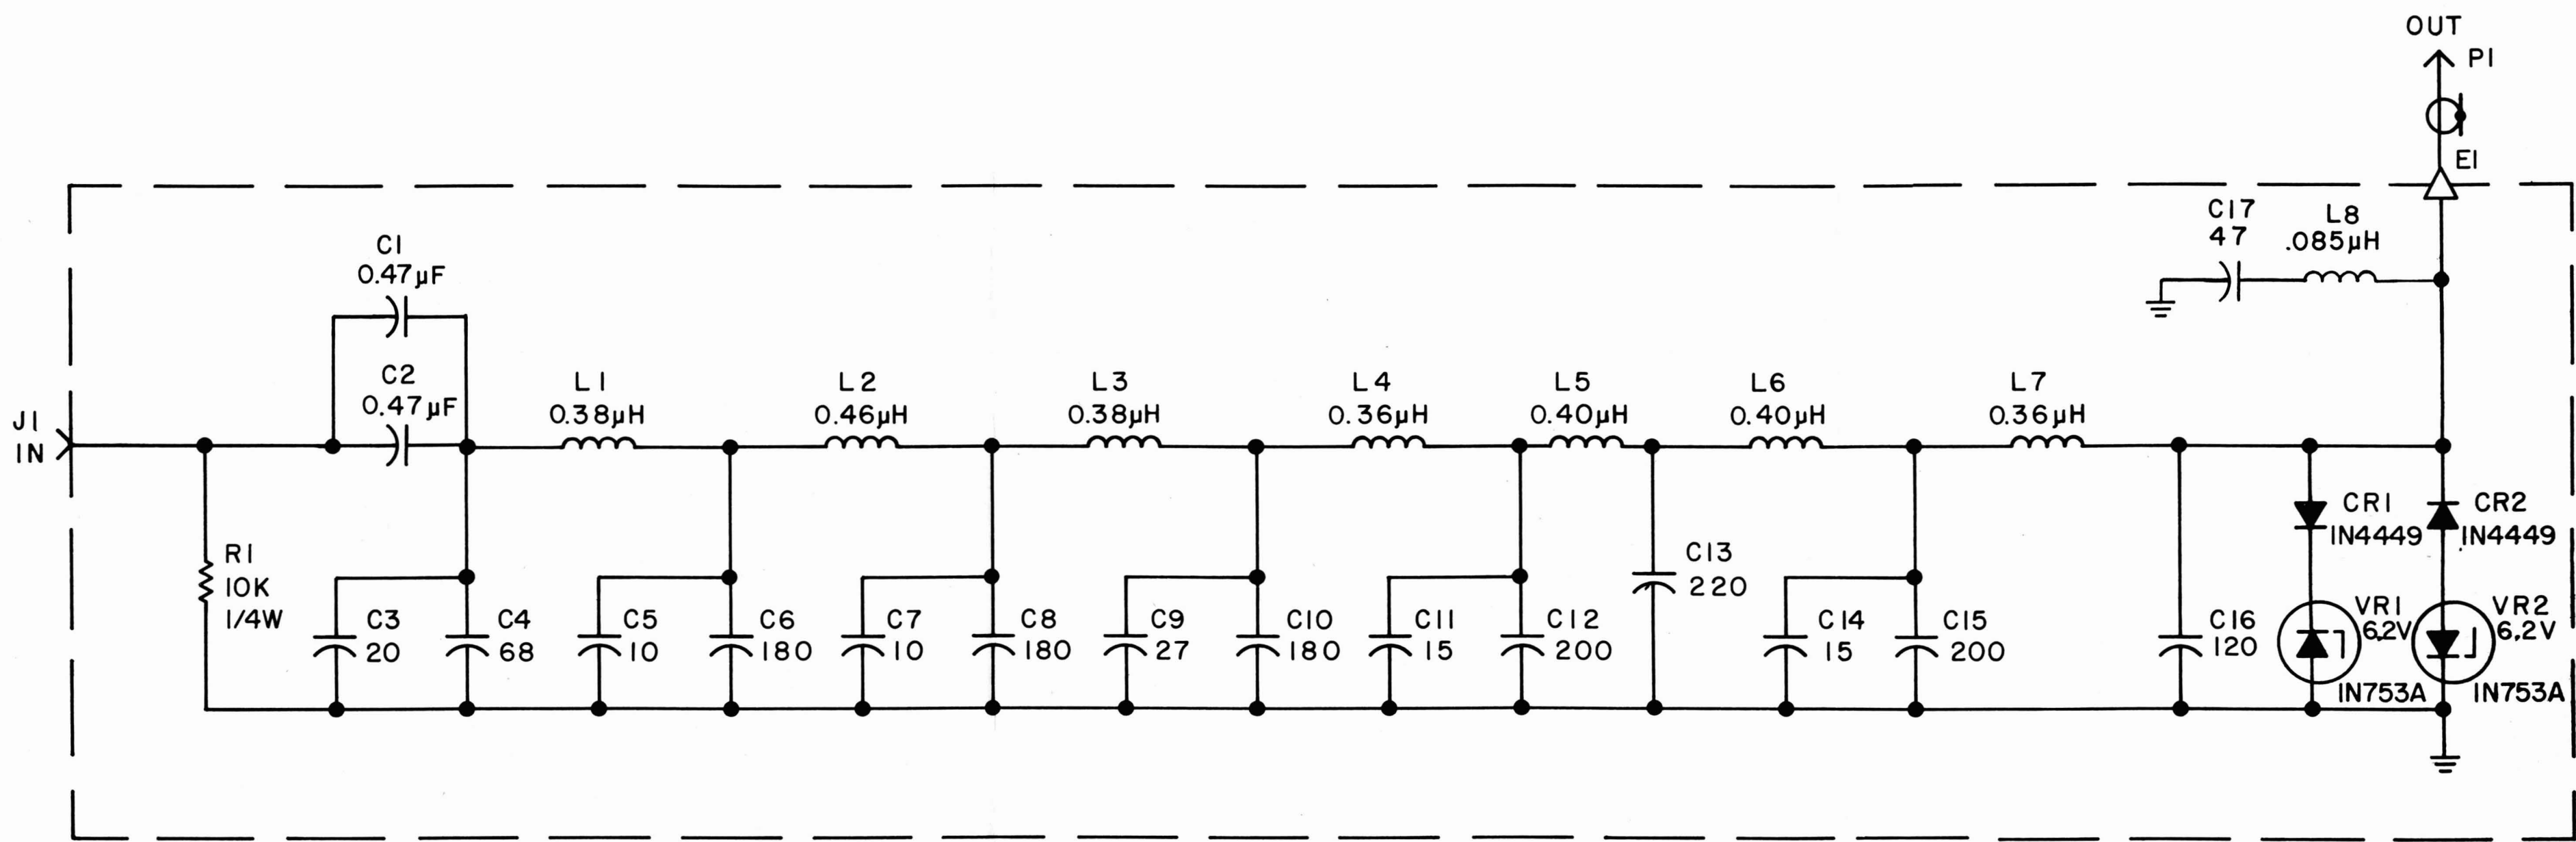 OUT
P1
E1
C17
47
L8
.085µH
C1
0.47µF
C2
0.47µF
J1
IN
L1
0.38µH
L2
0.46µH
L3
0.38µH
L4
0.36µH
L5
0.40µH
L6
0.40µH
L7
0.36µH
R1
10K
1/4W
C3
20
C4
68
C5
10
C6
180
C7
10
C8
180
C9
27
C10
180
C11
15
C12
200
C13
220
C14
15
C15
200
C16
120
CR1
IN4449
CR2
IN4449
VR1
6.2V
IN753A
VR2
6.2V
IN753A